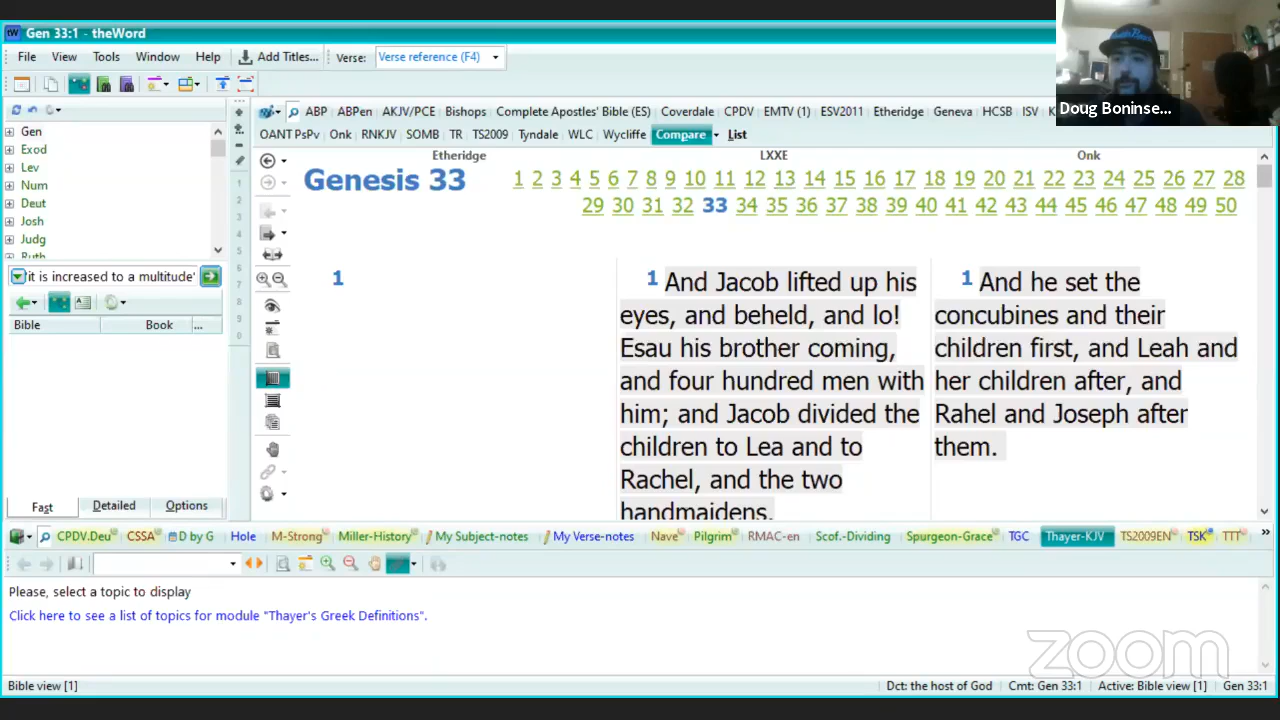 Gen 33:1 - theWord
File View Tools Window Help Add Titles... Verse: Verse reference (F4)
Doug Boninse...
ABP ABPen AKJV/PCE Bishops Complete Apostles' Bible (ES) Coverdale CPDV EMTV (1) ESV2011 Etheridge Geneva HCSB ISV
OANT PsPv Onk RNKJV SOMB TR TS2009 Tyndale WLC Wycliffe Compare List
Gen
Exod
Lev
Num
Deut
Josh
Judg
Ruth
it is increased to a multitude'
Bible Book ...
Fast Detailed Options
Etheridge LXXE Onk
Genesis 33 1 2 3 4 5 6 7 8 9 10 11 12 13 14 15 16 17 18 19 20 21 22 23 24 25 26 27 28
29 30 31 32 33 34 35 36 37 38 39 40 41 42 43 44 45 46 47 48 49 50
1
1 And Jacob lifted up his
eyes, and beheld, and lo!
Esau his brother coming,
and four hundred men with
him; and Jacob divided the
children to Lea and to
Rachel, and the two
handmaidens.
1 And he set the
concubines and their
children first, and Leah and
her children after, and
Rahel and Joseph after
them.
CPDV.Deu CSSA D by G Hole M-Strong Miller-History My Subject-notes My Verse-notes Nave Pilgrim RMAC-en Scof.-Dividing Spurgeon-Grace TGC Thayer-KJV TS2009EN TSK TTT
Please, select a topic to display
Click here to see a list of topics for module "Thayer's Greek Definitions".
zoom
Bible view [1] Dct: the host of God Cmt: Gen 33:1 Active: Bible view [1] Gen 33:1